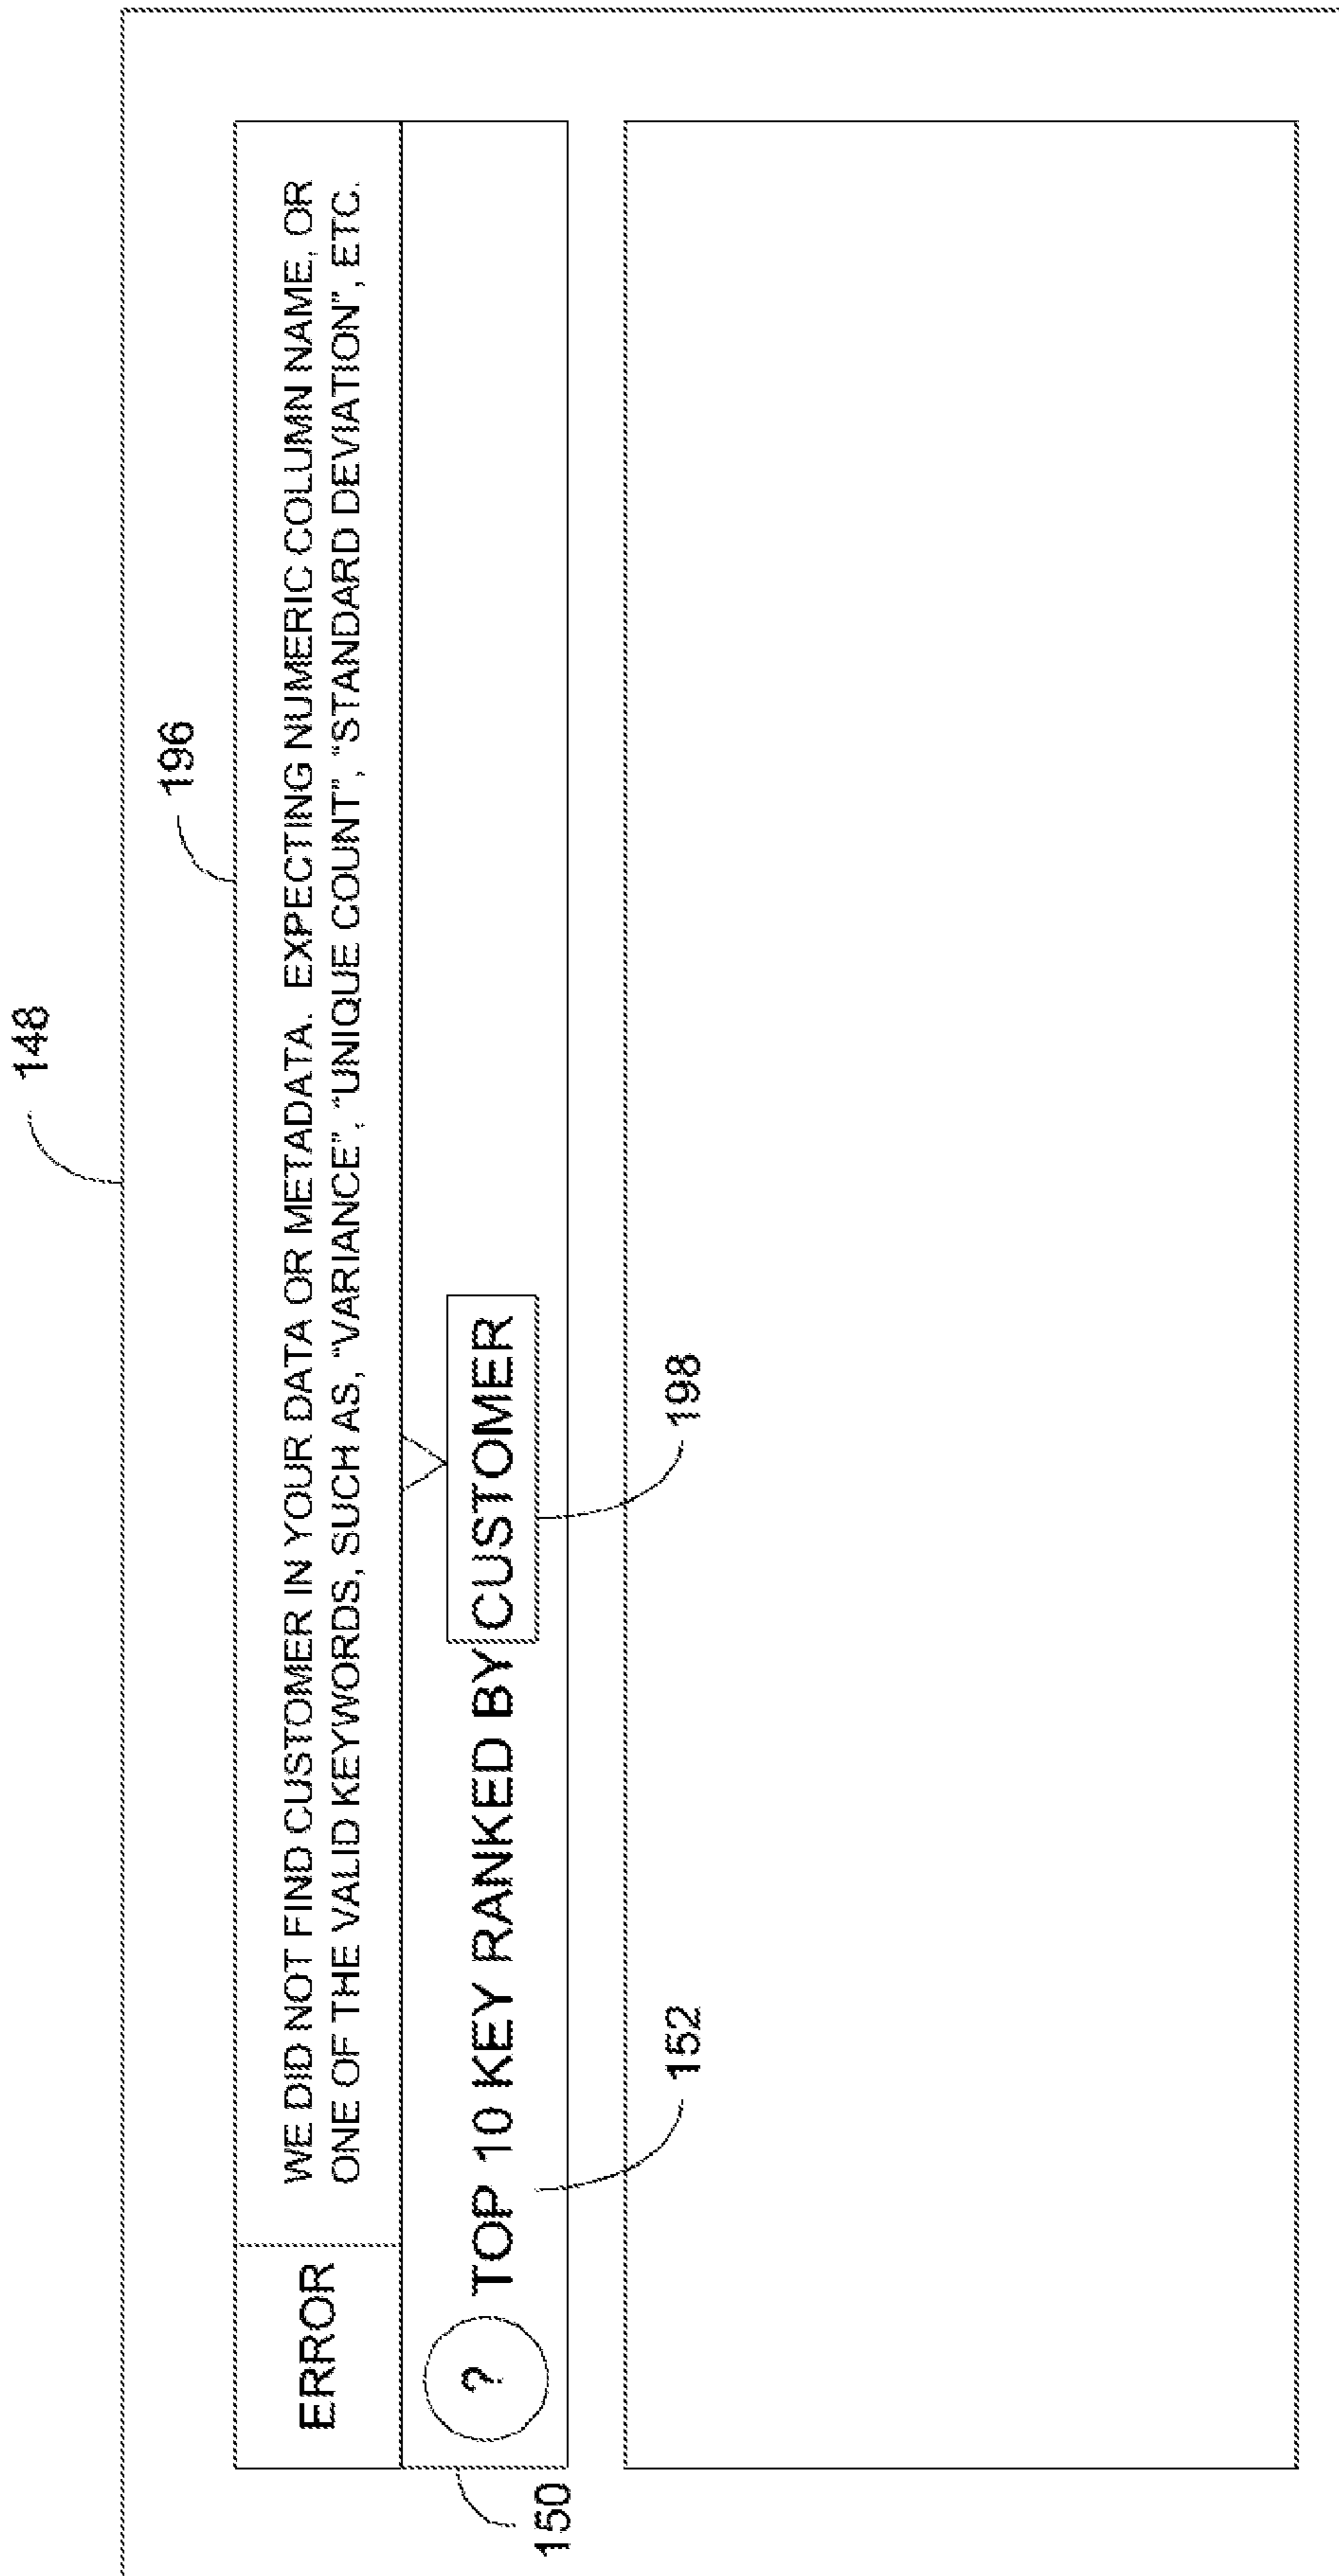 148
196
ERROR
WE DID NOT FIND CUSTOMER IN YOUR DATA OR METADATA. EXPECTING NUMERIC COLUMN NAME, OR
ONE OF THE VALID KEYWORDS, SUCH AS, "VARIANCE", "UNIQUE COUNT", "STANDARD DEVIATION", ETC.
? TOP 10 KEY RANKED BY CUSTOMER
150
152
198